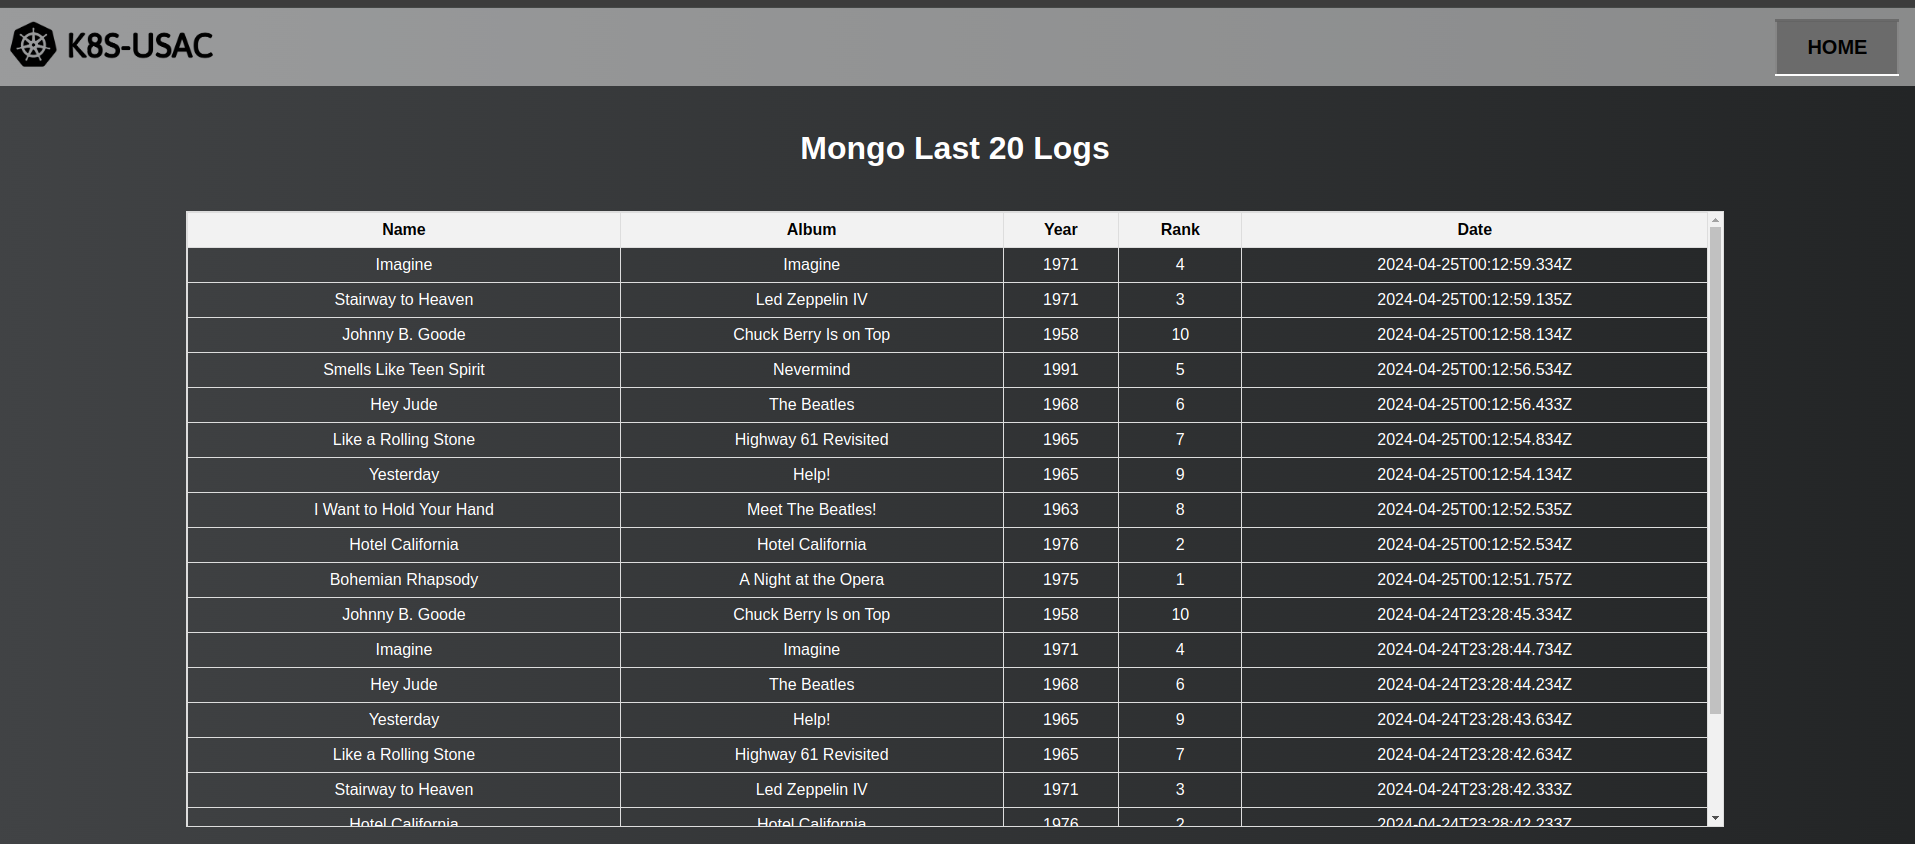 K8S-USAC
HOME
Mongo Last 20 Logs
Name Album Year Rank Date
Imagine Imagine 1971 4 2024-04-25T00:12:59.334Z
Stairway to Heaven Led Zeppelin IV 1971 3 2024-04-25T00:12:59.135Z
Johnny B. Goode Chuck Berry Is on Top 1958 10 2024-04-25T00:12:58.134Z
Smells Like Teen Spirit Nevermind 1991 5 2024-04-25T00:12:56.534Z
Hey Jude The Beatles 1968 6 2024-04-25T00:12:56.433Z
Like a Rolling Stone Highway 61 Revisited 1965 7 2024-04-25T00:12:54.834Z
Yesterday Help! 1965 9 2024-04-25T00:12:54.134Z
I Want to Hold Your Hand Meet The Beatles! 1963 8 2024-04-25T00:12:52.535Z
Hotel California Hotel California 1976 2 2024-04-25T00:12:52.534Z
Bohemian Rhapsody A Night at the Opera 1975 1 2024-04-25T00:12:51.757Z
Johnny B. Goode Chuck Berry Is on Top 1958 10 2024-04-24T23:28:45.334Z
Imagine Imagine 1971 4 2024-04-24T23:28:44.734Z
Hey Jude The Beatles 1968 6 2024-04-24T23:28:44.234Z
Yesterday Help! 1965 9 2024-04-24T23:28:43.634Z
Like a Rolling Stone Highway 61 Revisited 1965 7 2024-04-24T23:28:42.634Z
Stairway to Heaven Led Zeppelin IV 1971 3 2024-04-24T23:28:42.333Z
Hotel California Hotel California 1976 2 2024-04-24T23:28:42.233Z